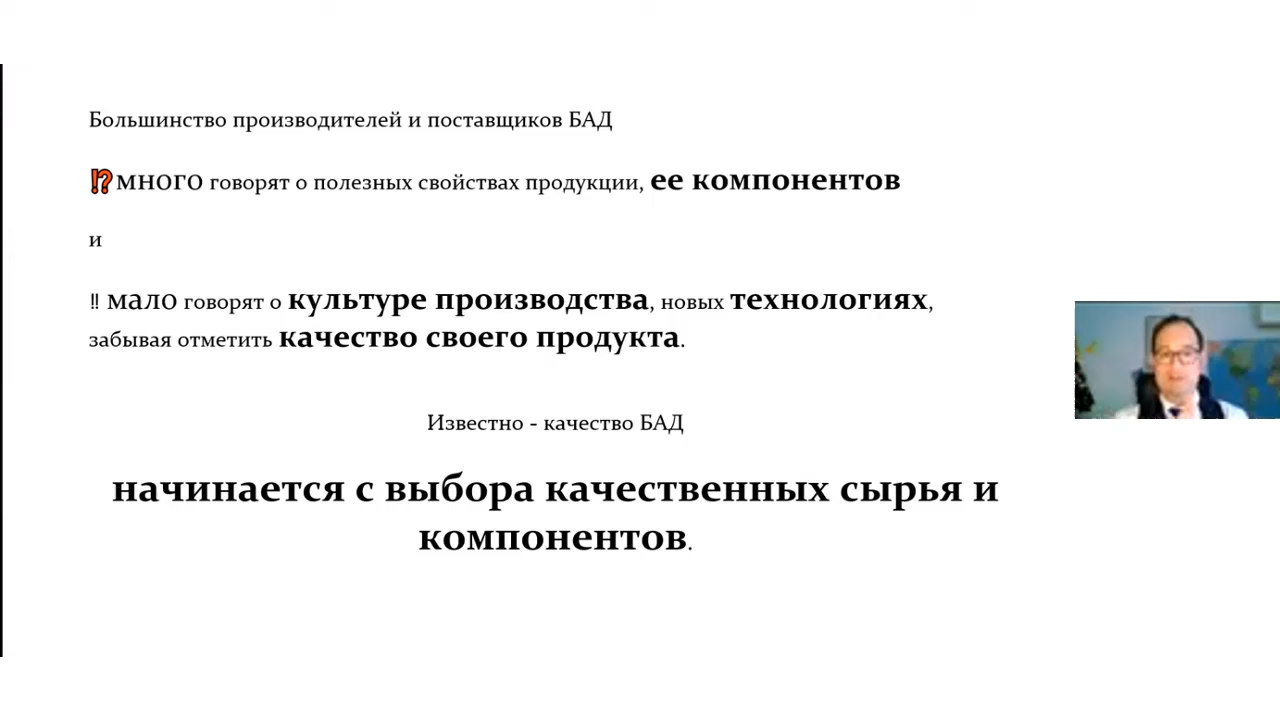 Большинство производителей и поставщиков БАД
⁉много говорят о полезных свойствах продукции, ее компонентов
и
‼ мало говорят о культуре производства, новых технологиях,
забывая отметить качество своего продукта.
Известно - качество БАД
начинается с выбора качественных сырья и
компонентов.